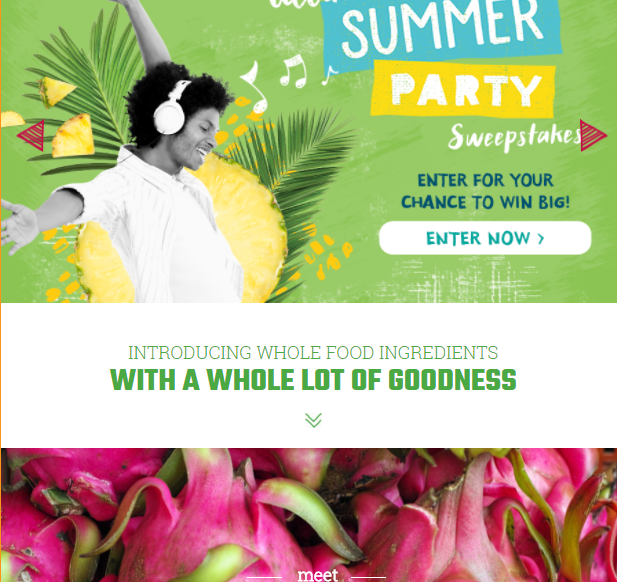 SUMMER
PARTY
Sweepstakes
ENTER FOR YOUR
CHANCE TO WIN BIG!
ENTER NOW >
INTRODUCING WHOLE FOOD INGREDIENTS
WITH A WHOLE LOT OF GOODNESS
meet